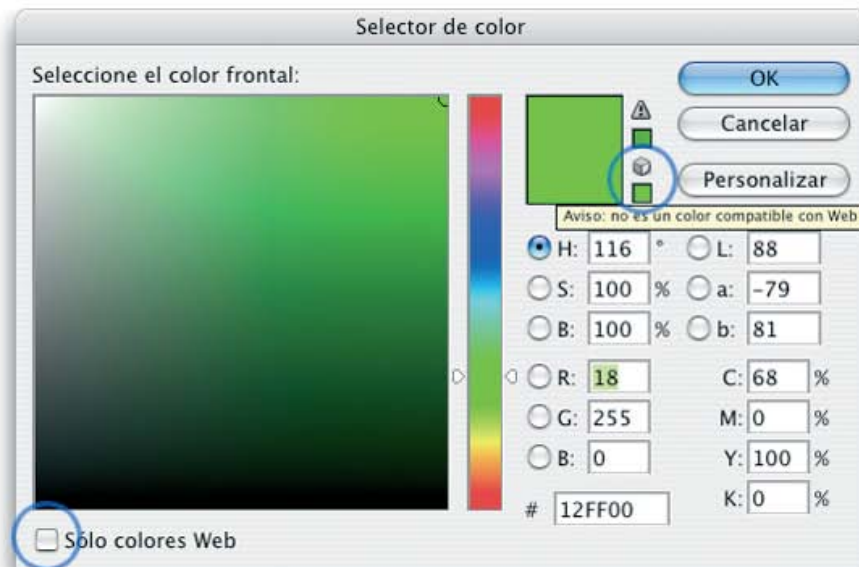 Selector de color
Seleccione el color frontal:
OK
Cancelar
Personalizar
Aviso: no es un color compatible con Web
H: 116 ° L: 88
S: 100 % a: -79
B: 100 % b: 81
R: 18 C: 68 %
G: 255 M: 0 %
B: 0 Y: 100 %
# 12FF00 K: 0 %
Sólo colores Web